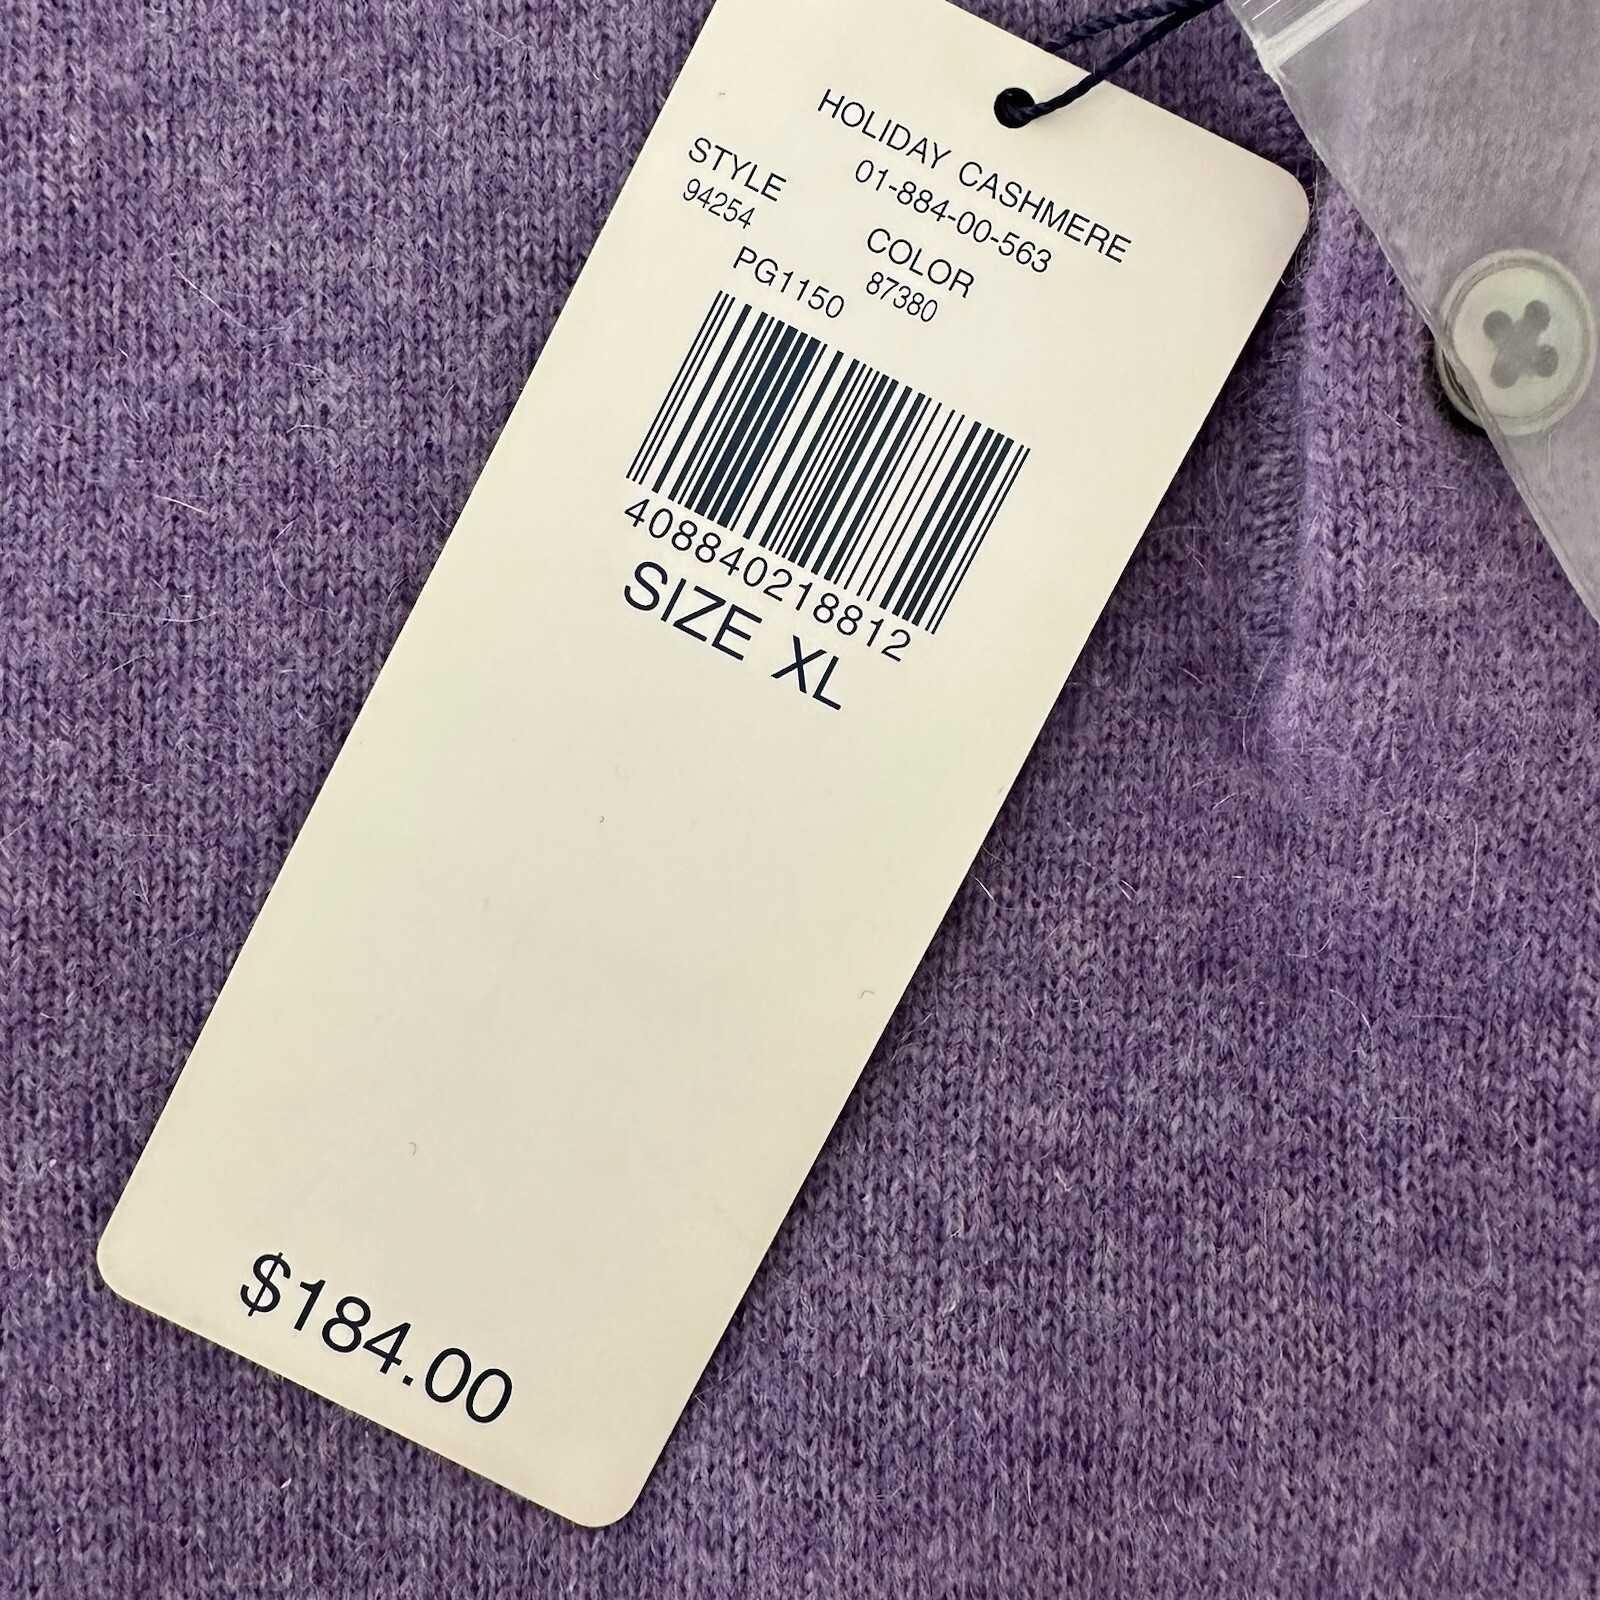 HOLIDAY CASHMERE
01-884-00-563
STYLE COLOR
94254 87380
PG1150
408840218812
SIZE XL
$184.00